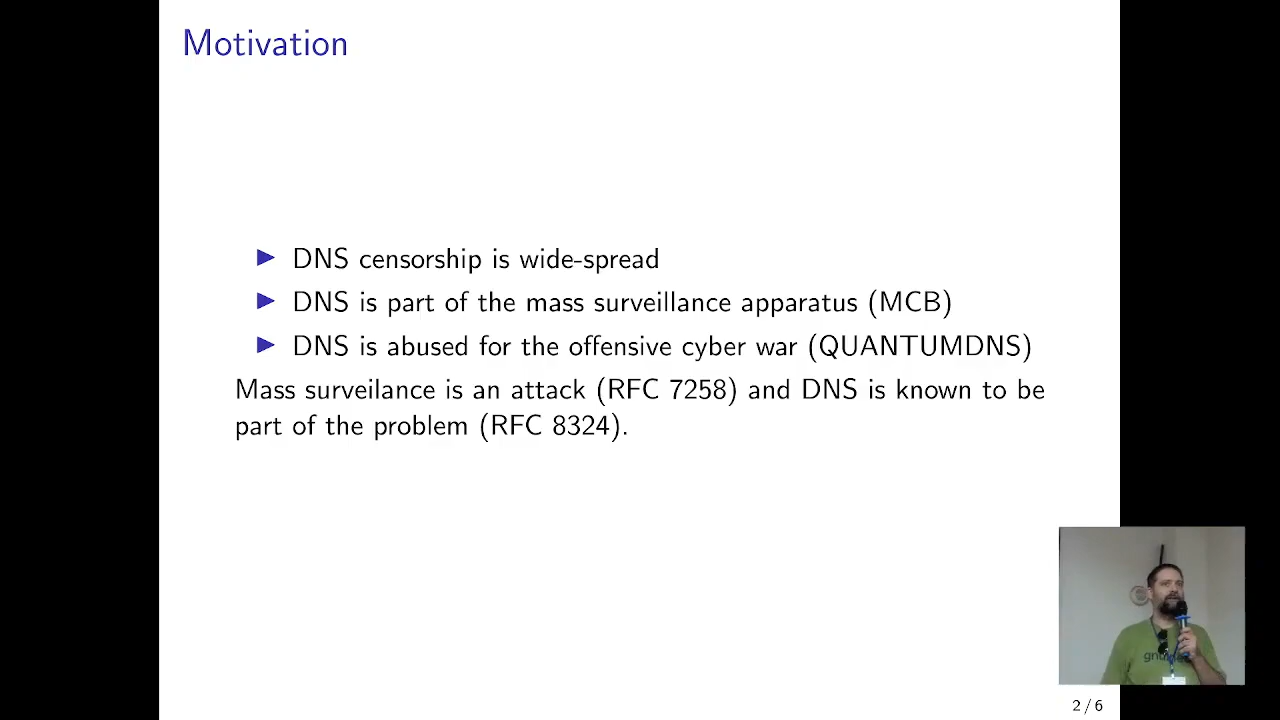 Motivation
▶ DNS censorship is wide-spread
▶ DNS is part of the mass surveillance apparatus (MCB)
▶ DNS is abused for the offensive cyber war (QUANTUMDNS)
Mass surveilance is an attack (RFC 7258) and DNS is known to be
part of the problem (RFC 8324).
2 / 6